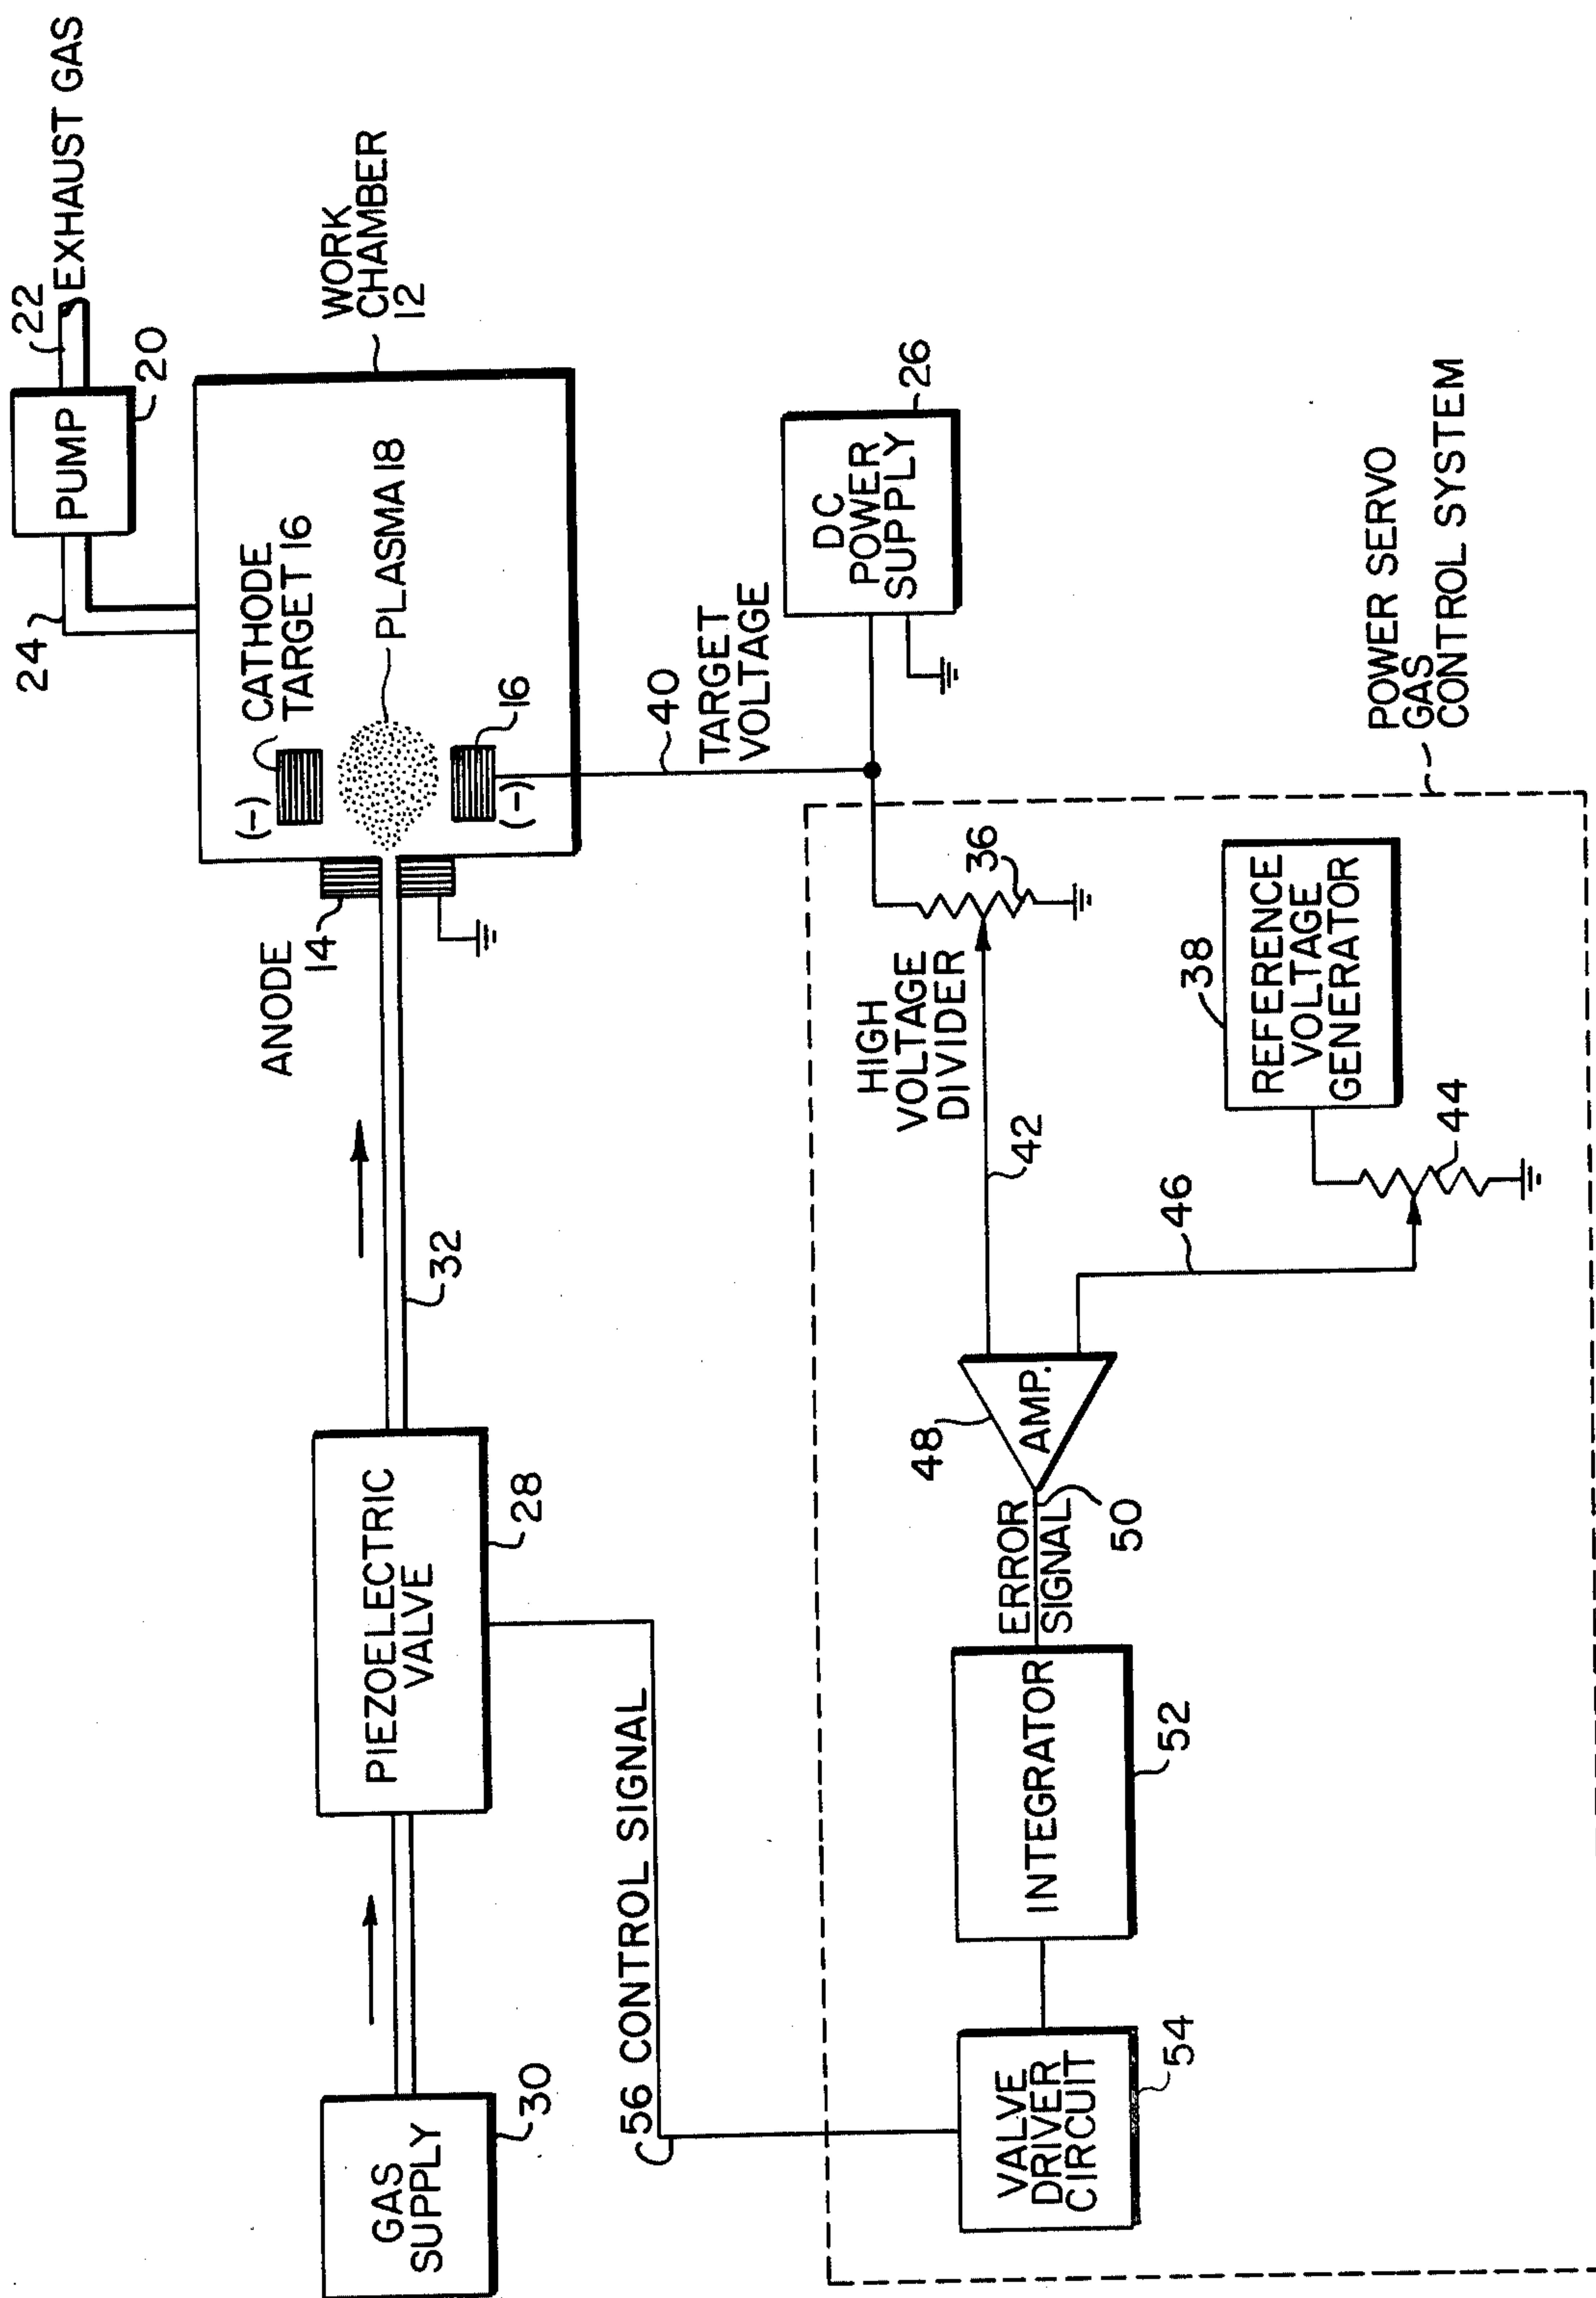 22
EXHAUST GAS
PUMP
20
24
WORK
CHAMBER
12
CATHODE
TARGET 16
(-)
PLASMA 18
16
(-)
ANODE
14
32
PIEZOELECTRIC
VALVE
28
GAS
SUPPLY
30
56 CONTROL SIGNAL
40
TARGET
VOLTAGE
DC
POWER
SUPPLY
26
POWER SERVO
GAS
CONTROL SYSTEM
36
HIGH
VOLTAGE
DIVIDER
42
38
REFERENCE
VOLTAGE
GENERATOR
44
46
48
AMP.
50
ERROR
SIGNAL
INTEGRATOR
52
VALVE
DRIVER
CIRCUIT
54